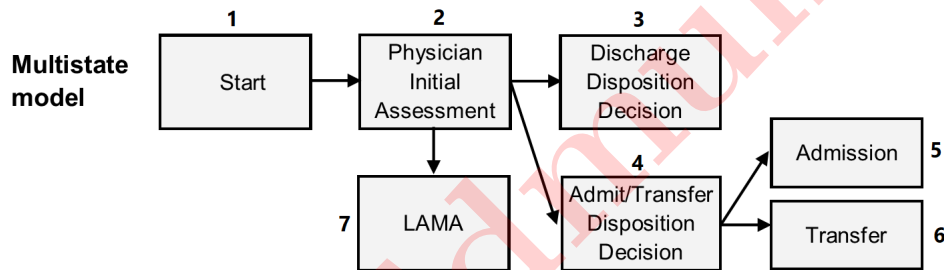 1
2
3
Multistate
model
Start
Physician
Initial
Assessment
Discharge
Disposition
Decision
4
Admit/Transfer
Disposition
Decision
Admission
5
7
LAMA
Transfer
6